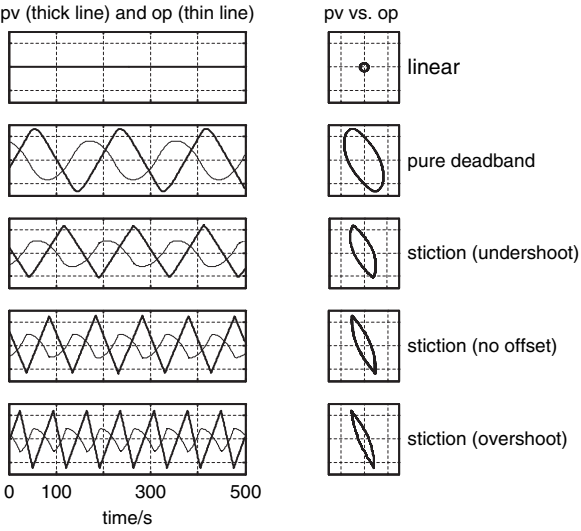 pv (thick line) and op (thin line)
pv vs. op
linear
pure deadband
stiction (undershoot)
stiction (no offset)
stiction (overshoot)
0 100 300 500
time/s